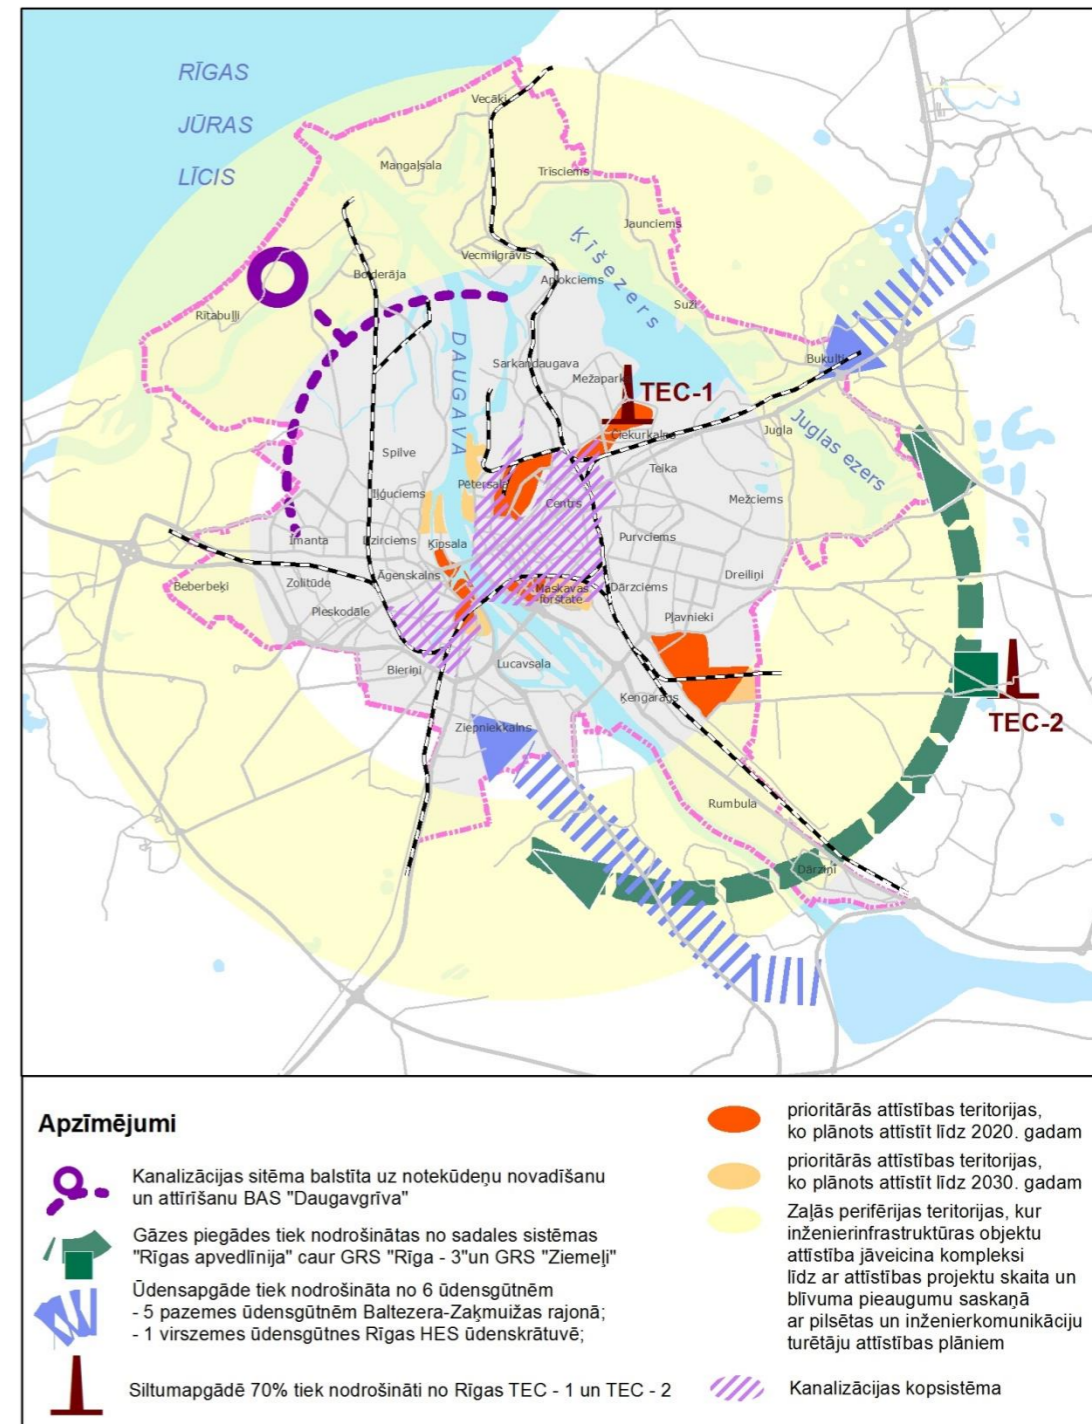 RĪGAS
JŪRAS
LĪCIS
Vecāķi
Mangaļsala
Trīsciems
Jaunciems
Ķīšezers
Vecmīlgrāvis
Bolderāja
Aplokciems
Suži
Rītabuļļi
DAUGAVA
Bukulti
Sarkandaugava
Mežapark
TEC-1
Čiekurkalns
Jugla
Juglas ezers
Spilve
Teika
Iļģuciems
Pētersala
Mežciems
Centrs
Imanta
Dzirciems
Ķīpsala
Purvciems
Beberbeķi
Zolitūde
Āgenskalns
Maskavas
forštate
Dārzciems
Dreiliņi
Pleskodāle
Pļavnieki
Bieriņi
Lucavsala
Ķengarags
TEC-2
Ziepniekkalns
Rumbula
Dārziņi
Apzīmējumi
Kanalizācijas sitēma balstīta uz notekūdeņu novadīšanu
un attīrīšanu BAS "Daugavgrīva"
Gāzes piegādes tiek nodrošinātas no sadales sistēmas
"Rīgas apvedlīnija" caur GRS "Rīga - 3"un GRS "Ziemeļi"
Ūdensapgāde tiek nodrošināta no 6 ūdensgūtnēm
- 5 pazemes ūdensgūtnēm Baltezera-Zaķmuižas rajonā;
- 1 virszemes ūdensgūtnes Rīgas HES ūdenskrātuvē;
Siltumapgādē 70% tiek nodrošināti no Rīgas TEC - 1 un TEC - 2
prioritārās attīstības teritorijas,
ko plānots attīstīt līdz 2020. gadam
prioritārās attīstības teritorijas,
ko plānots attīstīt līdz 2030. gadam
Zaļās perifērijas teritorijas, kur
inženierinfrastruktūras objektu
attīstība jāveicina kompleksi
līdz ar attīstības projektu skaita un
blīvuma pieaugumu saskaņā
ar pilsētas un inženierkomunikāciju
turētāju attīstības plāniem
Kanalizācijas kopsistēma